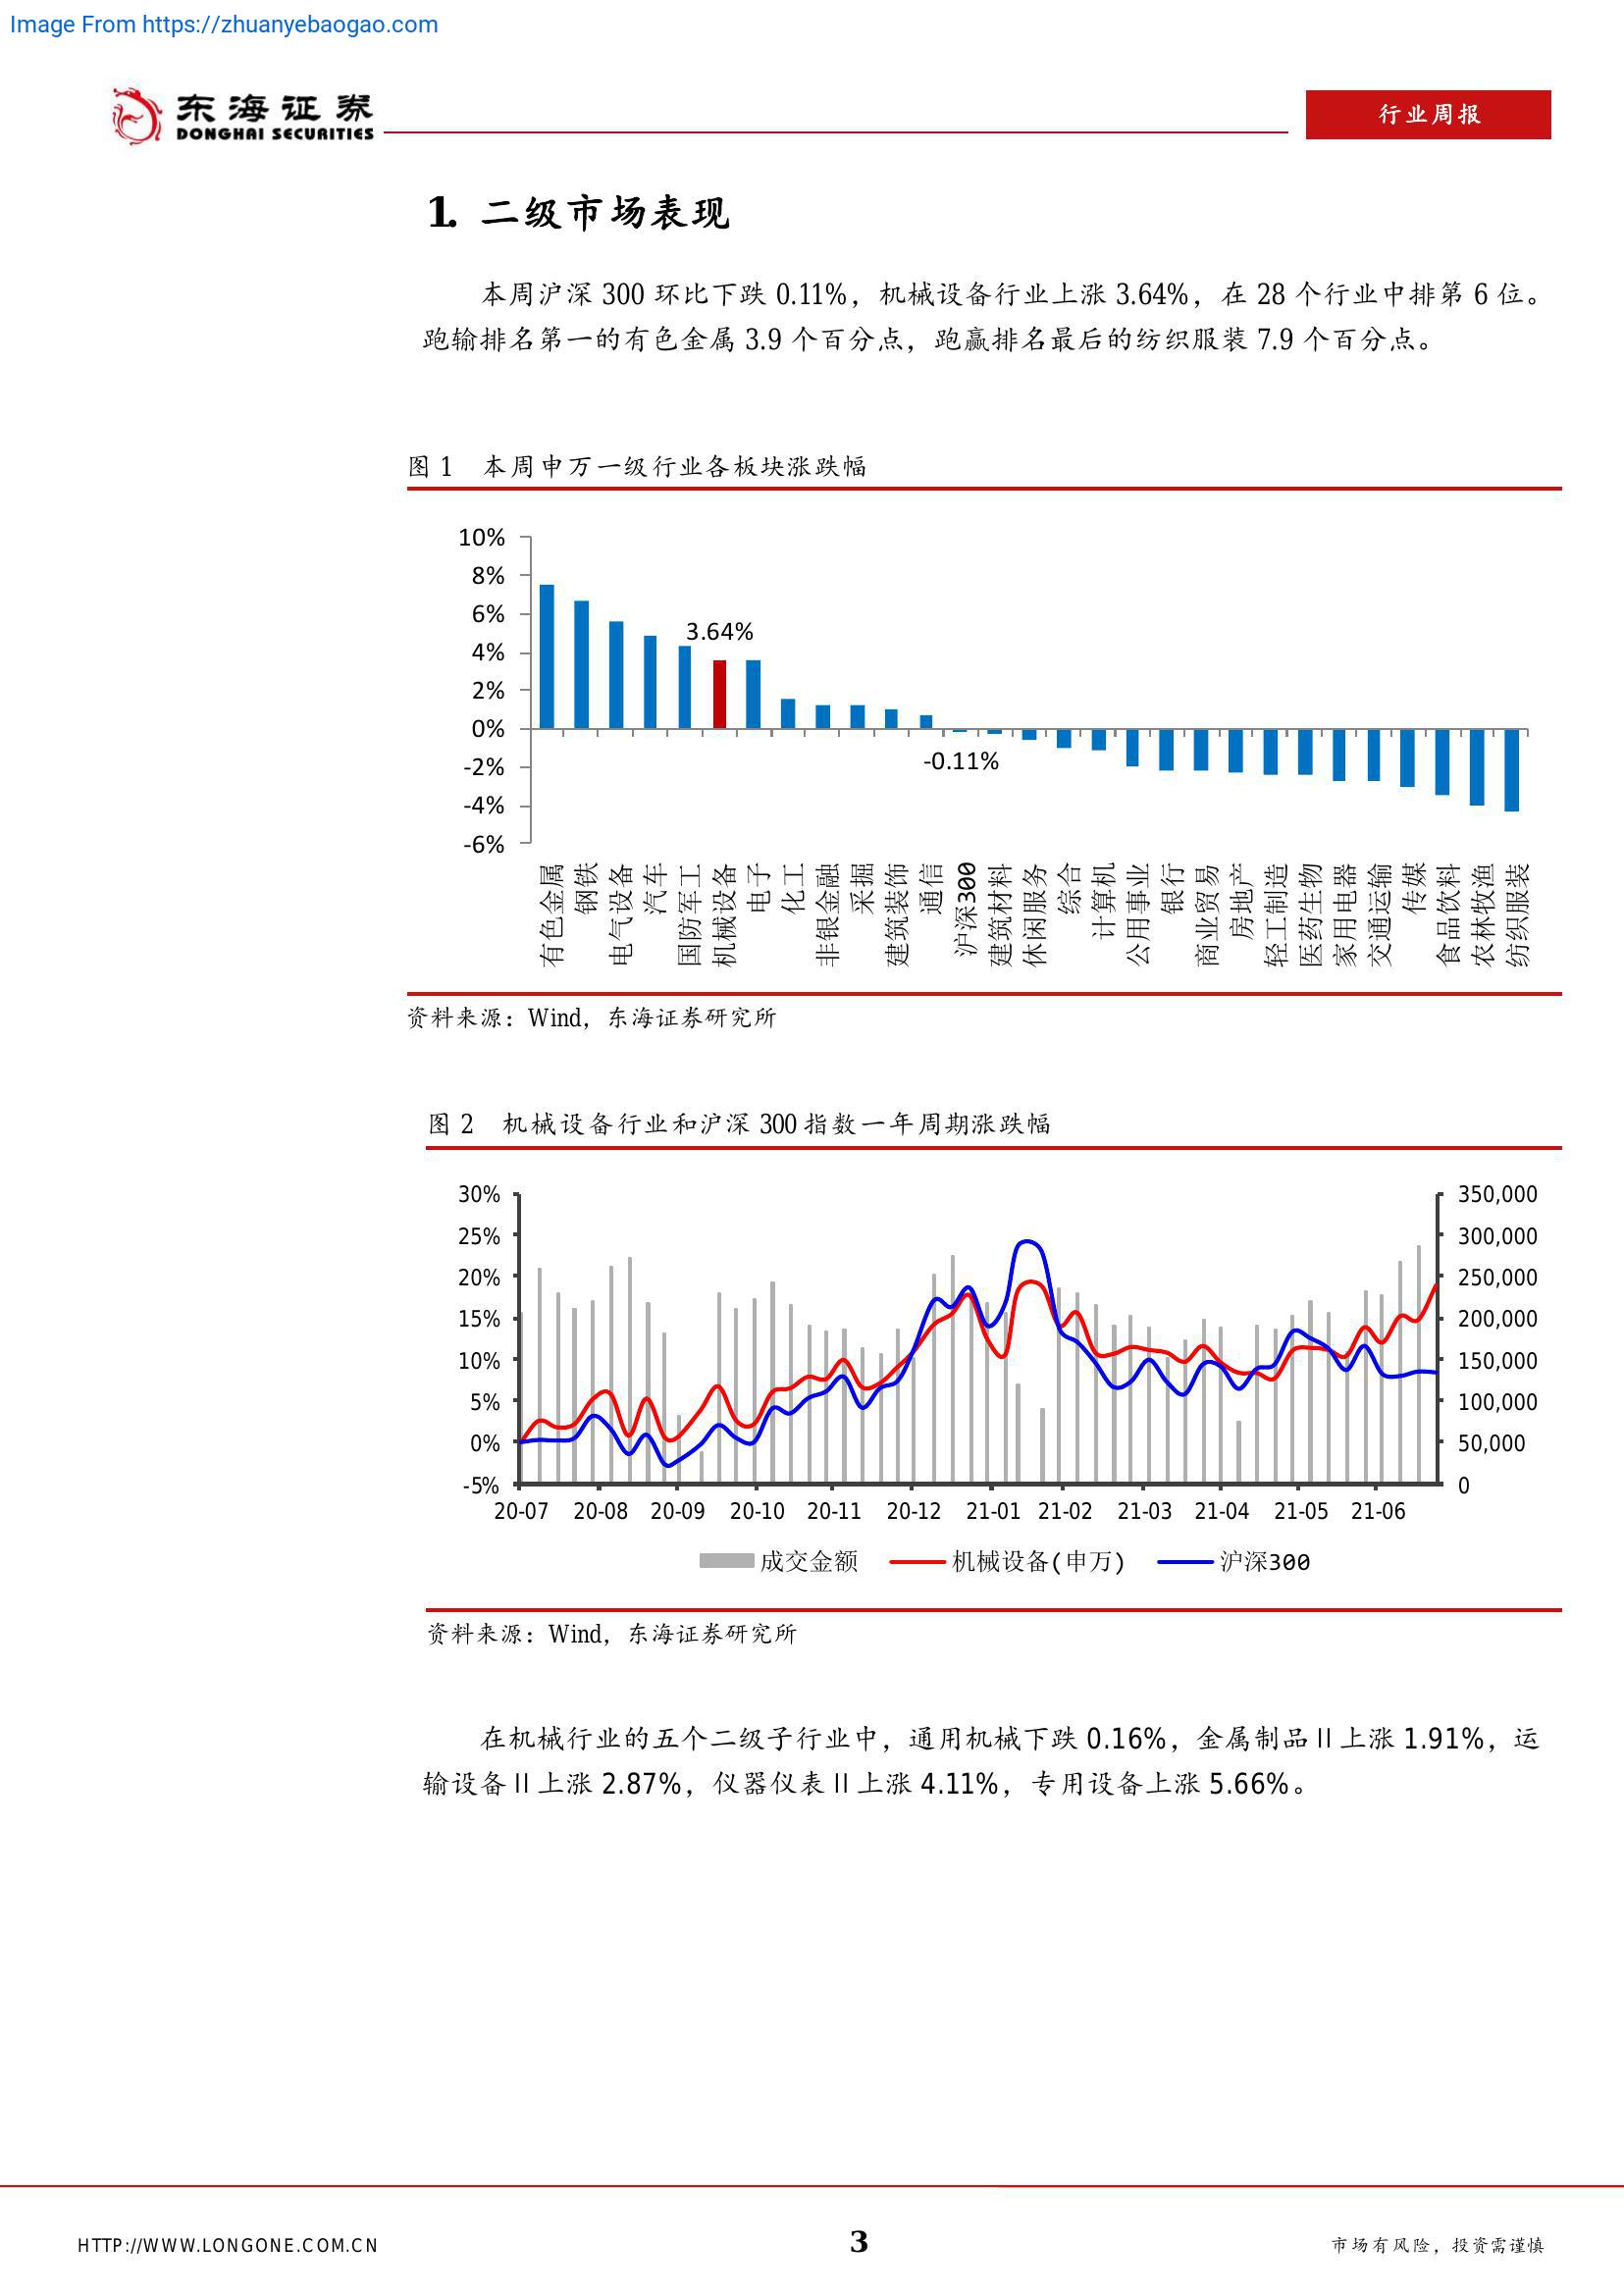 Image From https://zhuanyebaogao.com
东海证券
DONGHAI SECURITIES
行业周报
1. 二级市场表现
本周沪深 300 环比下跌 0.11%，机械设备行业上涨 3.64%，在 28 个行业中排第 6 位。
跑输排名第一的有色金属 3.9 个百分点，跑赢排名最后的纺织服装 7.9 个百分点。
图 1 本周申万一级行业各板块涨跌幅
10%
8%
6%
4%
2%
0%
-2%
-4%
-6%
3.64%
-0.11%
有色金属
钢铁
电气设备
汽车
国防军工
机械设备
电子
化工
非银金融
采掘
建筑装饰
通信
沪深300
建筑材料
休闲服务
综合
计算机
公用事业
银行
商业贸易
房地产
轻工制造
医药生物
家用电器
交通运输
传媒
食品饮料
农林牧渔
纺织服装
资料来源：Wind，东海证券研究所
图 2 机械设备行业和沪深 300 指数一年周期涨跌幅
30%
25%
20%
15%
10%
5%
0%
-5%
350,000
300,000
250,000
200,000
150,000
100,000
50,000
0
20-07 20-08 20-09 20-10 20-11 20-12 21-01 21-02 21-03 21-04 21-05 21-06
成交金额 机械设备(申万) 沪深300
资料来源：Wind，东海证券研究所
在机械行业的五个二级子行业中，通用机械下跌 0.16%，金属制品Ⅱ上涨 1.91%，运
输设备Ⅱ上涨 2.87%，仪器仪表Ⅱ上涨 4.11%，专用设备上涨 5.66%。
HTTP://WWW.LONGONE.COM.CN
3
市场有风险，投资需谨慎